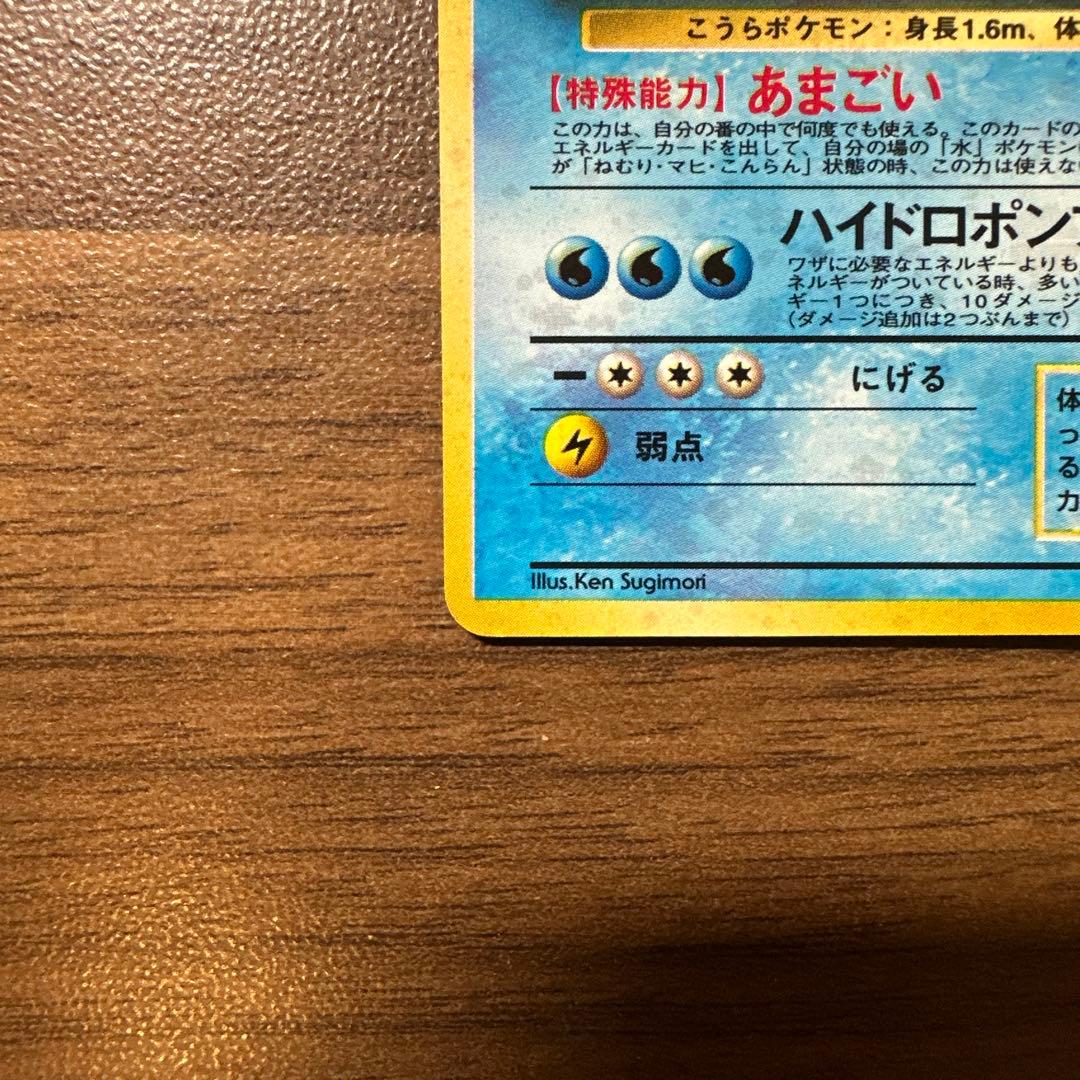 こうらポケモン：身長1.6m、体
【特殊能力】あまごい
この力は、自分の番の中で何度でも使える。このカードの
エネルギーカードを出して、自分の場の「水」ポケモン
が「ねむり・マヒ・こんらん」状態の時、この力は使えな
ハイドロポン
ワザに必要なエネルギーよりも
ネルギーがついている時、多い
ギー1つにつき、10ダメージ
（ダメージ追加は2つぶんまで）
にげる
弱点
体
っ
る
力
Illus.Ken Sugimori